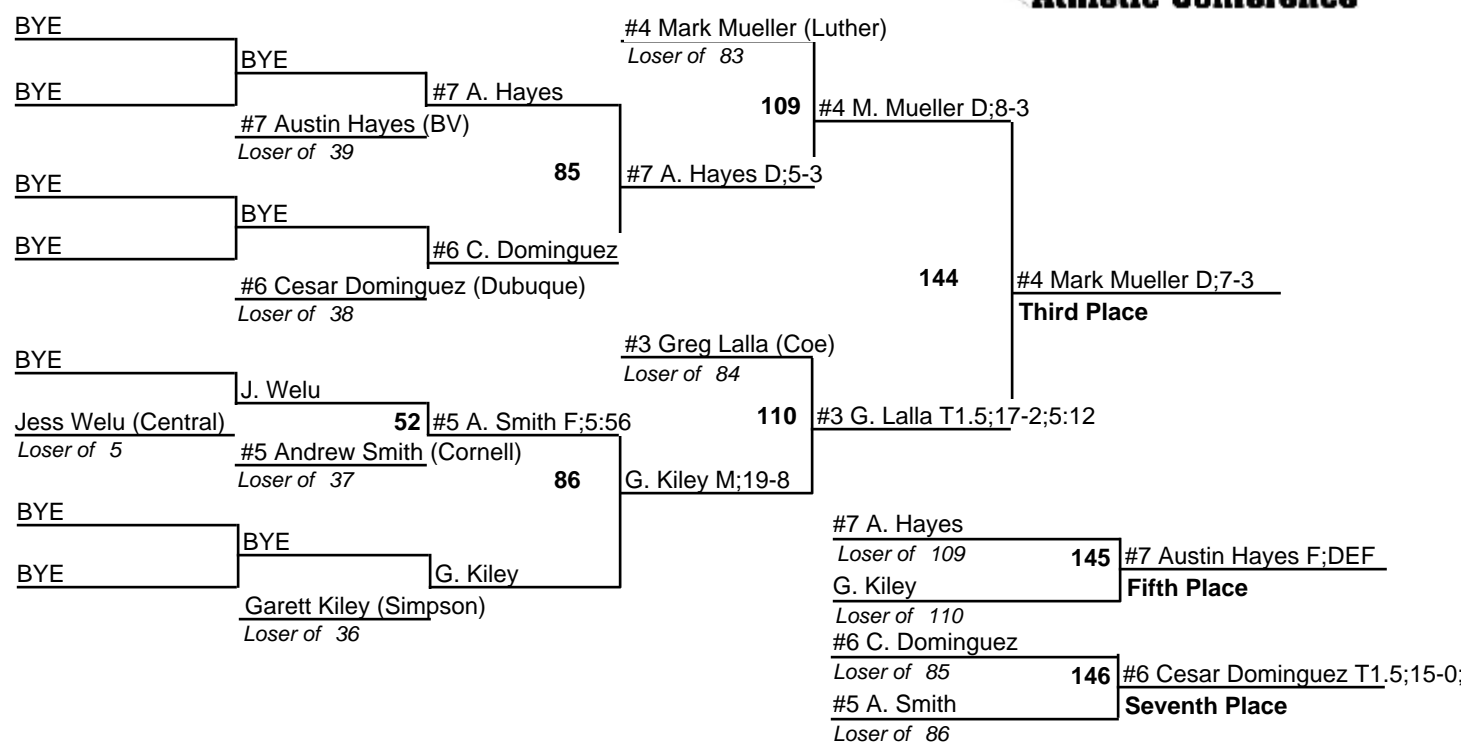 Athletic Conference
BYE
#4 Mark Mueller (Luther)
Loser of 83
BYE
BYE
#7 A. Hayes
109
#4 M. Mueller D;8-3
#7 Austin Hayes (BV)
Loser of 39
85
#7 A. Hayes D;5-3
BYE
BYE
BYE
#6 C. Dominguez
144
#4 Mark Mueller D;7-3
#6 Cesar Dominguez (Dubuque)
Loser of 38
Third Place
#3 Greg Lalla (Coe)
BYE
Loser of 84
J. Welu
Jess Welu (Central)
52
#5 A. Smith F;5:56
110
#3 G. Lalla T1.5;17-2;5:12
Loser of 5
#5 Andrew Smith (Cornell)
Loser of 37
86
G. Kiley M;19-8
BYE
#7 A. Hayes
BYE
Loser of 109
145
#7 Austin Hayes F;DEF
BYE
G. Kiley
G. Kiley
Fifth Place
Garett Kiley (Simpson)
Loser of 110
Loser of 36
#6 C. Dominguez
Loser of 85
146
#6 Cesar Dominguez T1.5;15-0;
#5 A. Smith
Seventh Place
Loser of 86